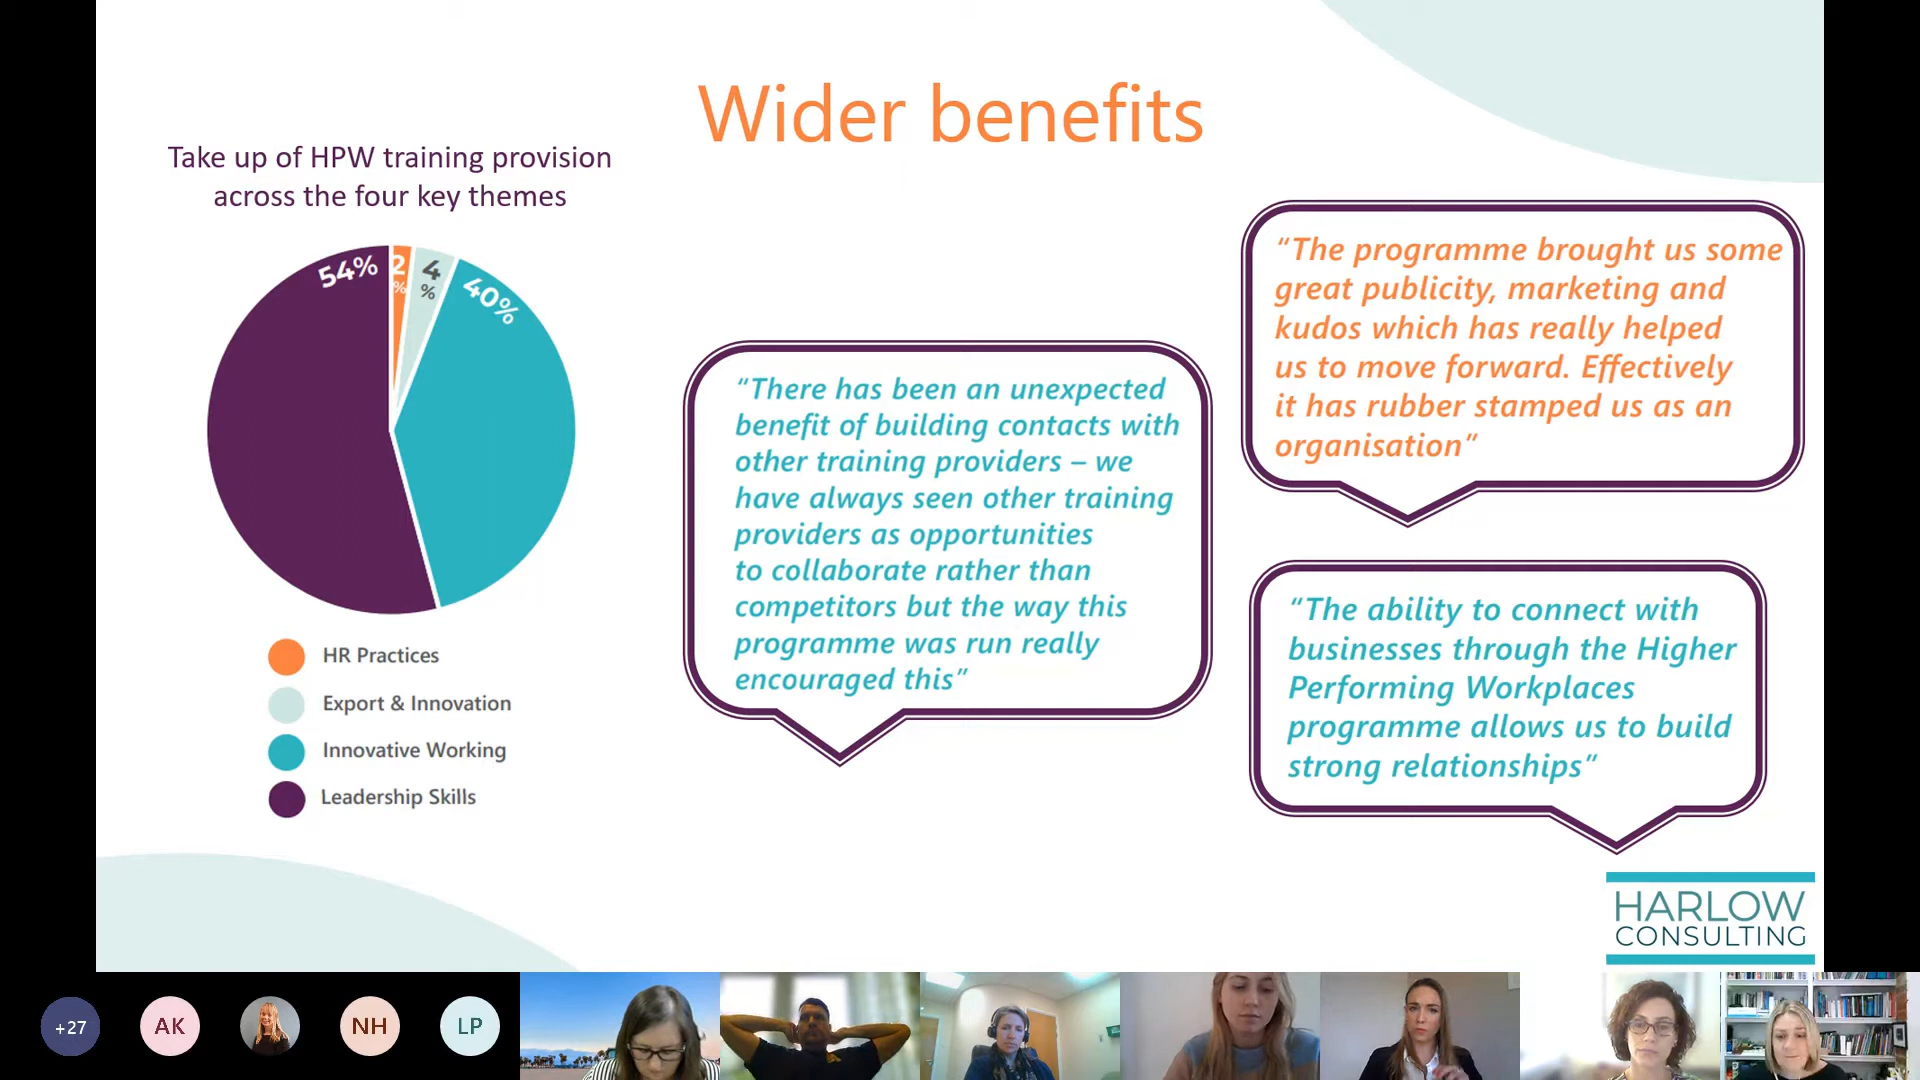 Wider benefits
Take up of HPW training provision
across the four key themes
54%
2
%
4
%
40%
HR Practices
Export & Innovation
Innovative Working
Leadership Skills
“There has been an unexpected
benefit of building contacts with
other training providers – we
have always seen other training
providers as opportunities
to collaborate rather than
competitors but the way this
programme was run really
encouraged this”
“The programme brought us some
great publicity, marketing and
kudos which has really helped
us to move forward. Effectively
it has rubber stamped us as an
organisation”
“The ability to connect with
businesses through the Higher
Performing Workplaces
programme allows us to build
strong relationships”
HARLOW
CONSULTING
+27
AK
NH
LP